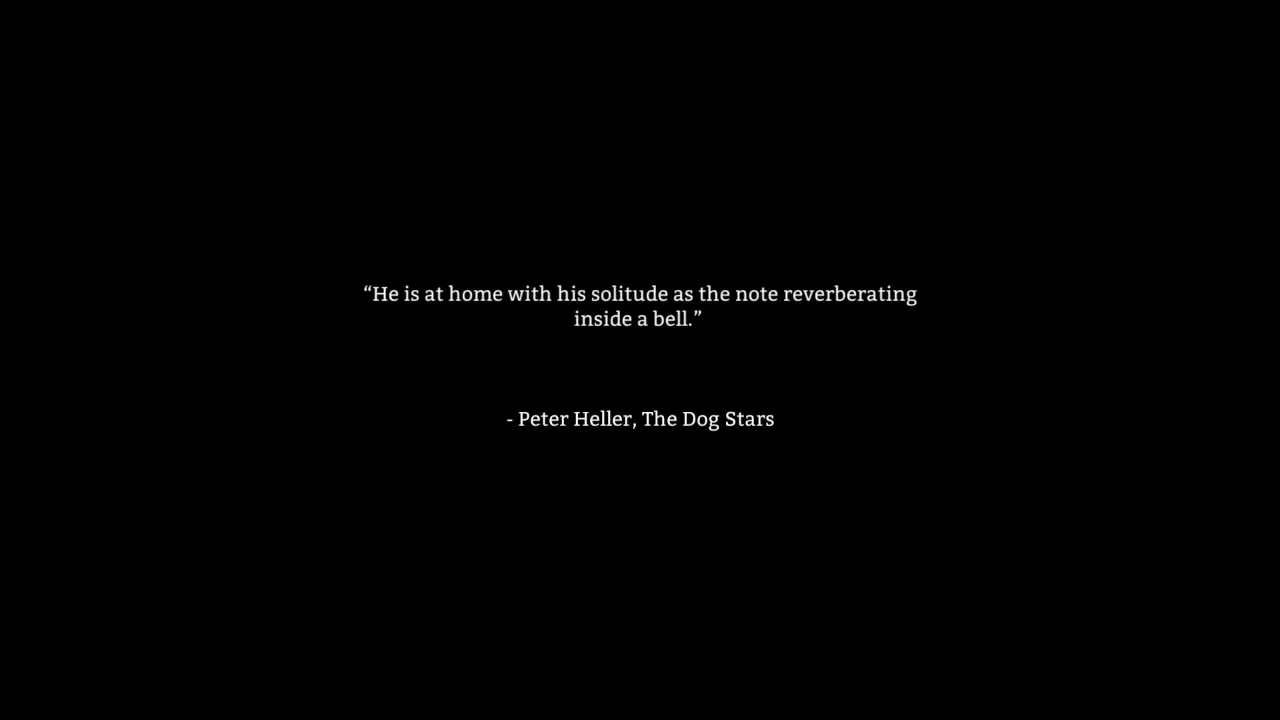 “He is at home with his solitude as the note reverberating
inside a bell.”
- Peter Heller, The Dog Stars